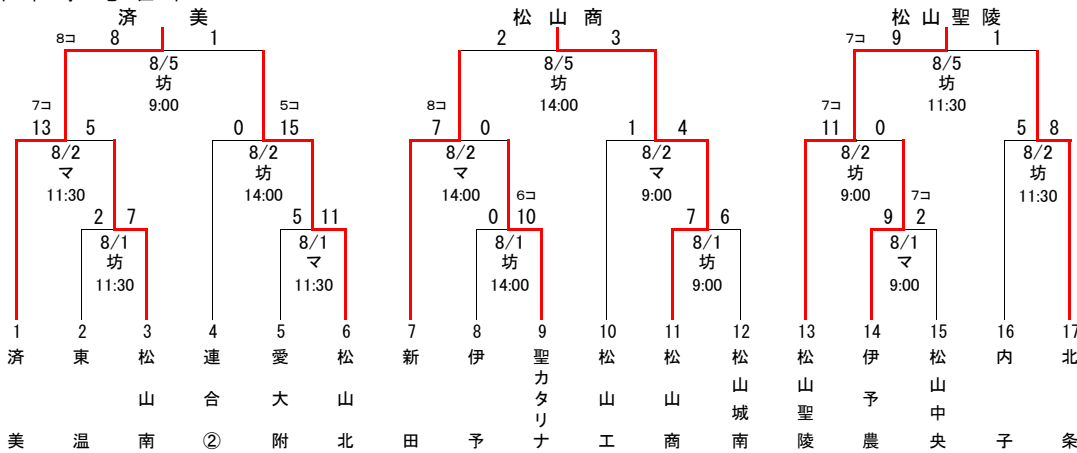 済美 松山商 松山聖陵
8コ 8 1 2 3 7コ 9 1
8/5 8/5 8/5
坊 坊 坊
9:00 14:00 11:30
7コ 5コ 8コ 7コ
13 5 0 15 7 0 1 4 11 0 5 8
8/2 8/2 8/2 8/2 8/2 8/2
マ 坊 マ 坊 坊 坊
11:30 14:00 14:00 9:00 9:00 11:30
6コ 7コ
2 7 5 11 0 10 7 6 9 2
8/1 8/1 8/1 8/1 8/1
坊 マ 坊 坊 マ
11:30 11:30 14:00 9:00 9:00
1 2 3 4 5 6 7 8 9 10 11 12 13 14 15 16 17
済美
東温
松山南
連合②
愛大附
松山北
新田
伊予
聖カタリナ
松山工
松山商
松山城南
松山聖陵
伊予農
松山中央
内子
北条